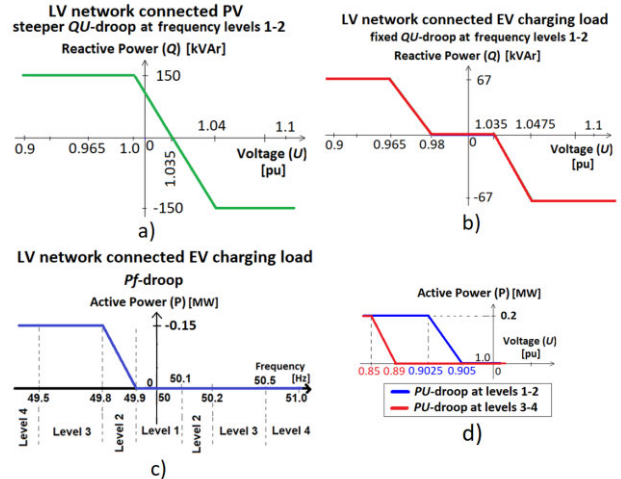 LV network connected PV
steeper QU-droop at frequency levels 1-2
Reactive Power (Q) [kVAr]
150
1.04
1.1
0.9
0.965
1.0
0
1.035
Voltage (U)
[pu]
-150
a)
LV network connected EV charging load
fixed QU-droop at frequency levels 1-2
Reactive Power (Q) [kVAr]
67
1.035
1.0475
1.1
0.9
0.965
0.98
0
Voltage (U)
[pu]
-67
b)
LV network connected EV charging load
Pf-droop
Active Power (P) [MW]
-0.15
Frequency
[Hz]
0
50.1
50.5
49.5
49.8
49.9
50
50.2
51.0
Level 4
Level 3
Level 2
Level 1
Level 2
Level 3
Level 4
c)
Active Power (P) [MW]
0.2
Voltage (U)
[pu]
1.0
0.85
0.89
0.9025
0.905
0
PU-droop at levels 1-2
PU-droop at levels 3-4
d)